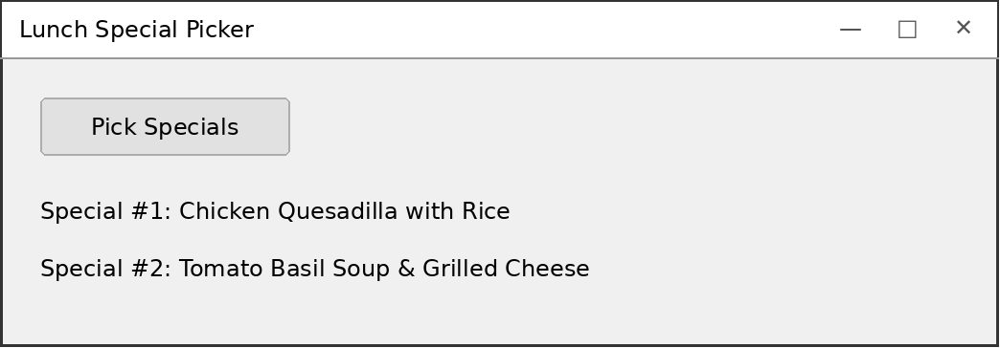 Lunch Special Picker
Pick Specials
Special #1: Chicken Quesadilla with Rice
Special #2: Tomato Basil Soup & Grilled Cheese